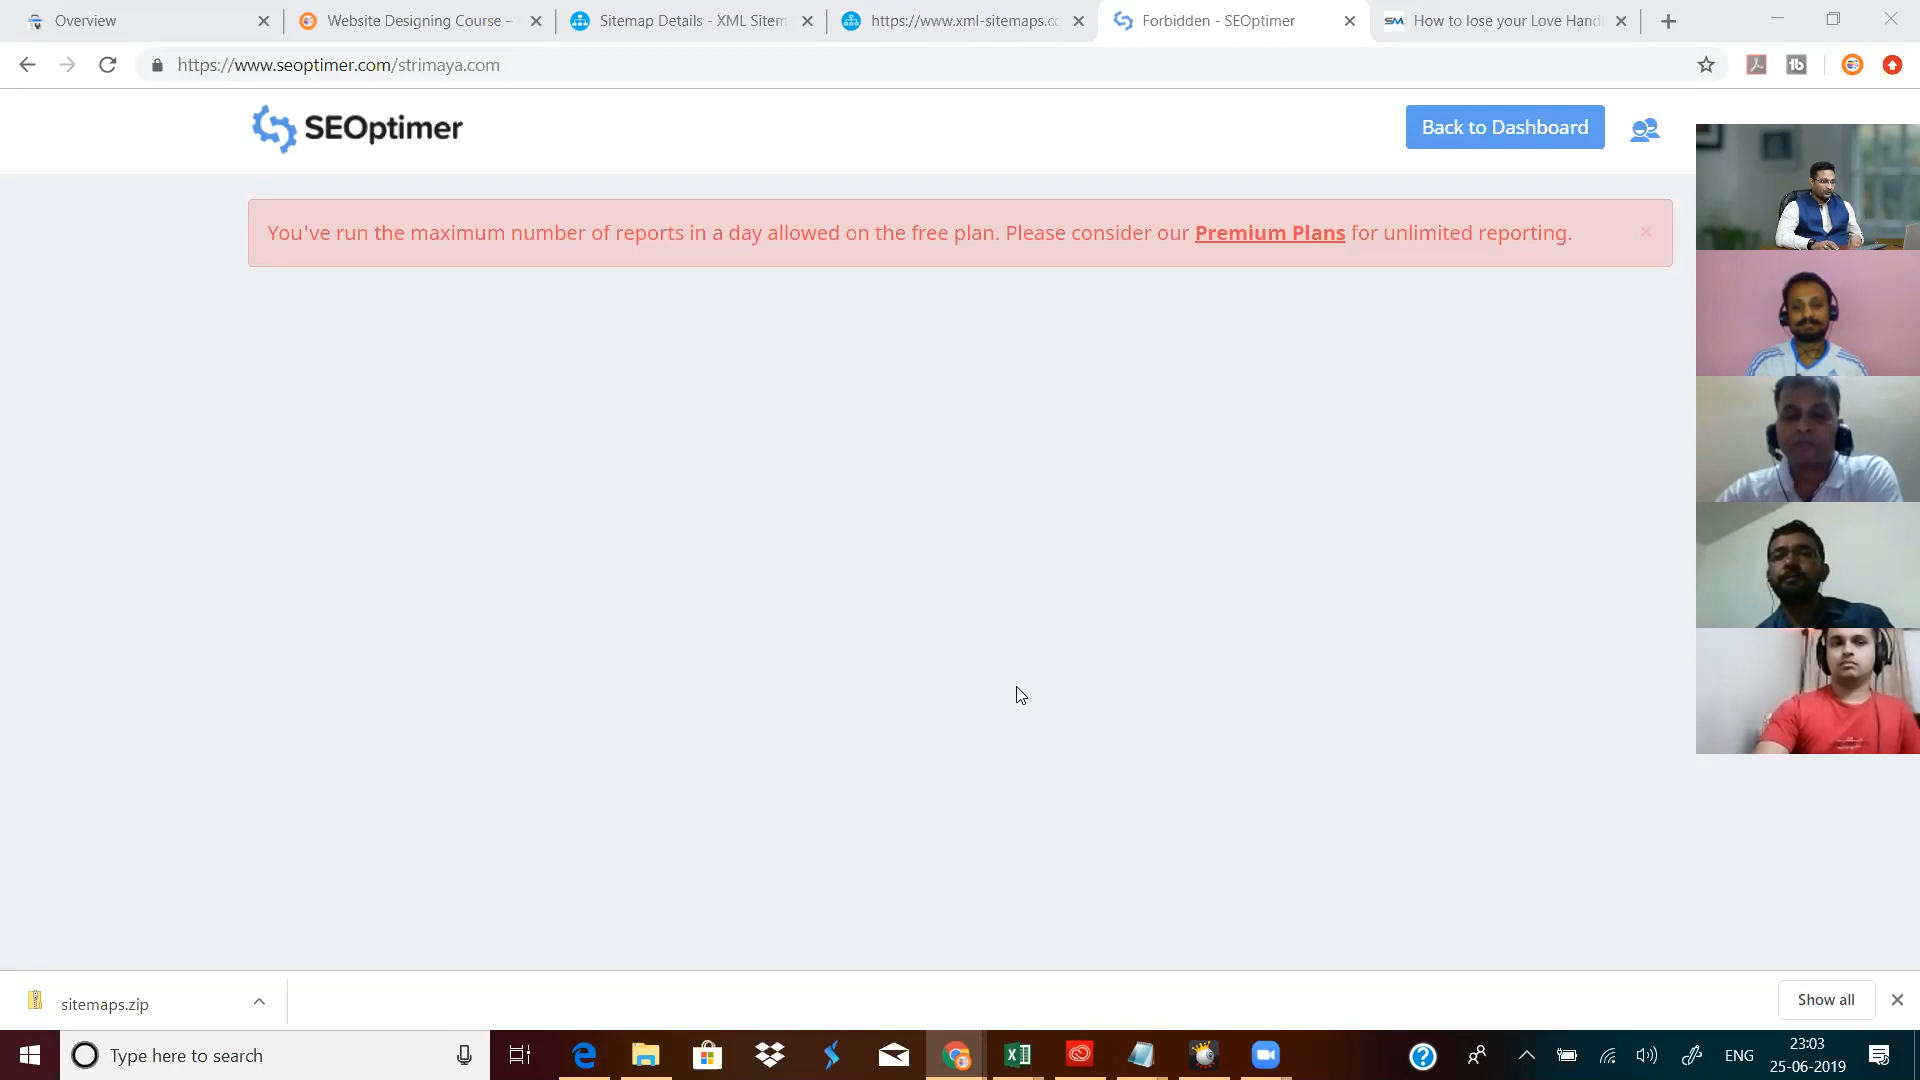 Overview
Website Designing Course –
Sitemap Details - XML Sitem
https://www.xml-sitemaps.co
Forbidden - SEOptimer
How to lose your Love Handl
https://www.seoptimer.com/strimaya.com
SEOptimer
Back to Dashboard
You've run the maximum number of reports in a day allowed on the free plan. Please consider our Premium Plans for unlimited reporting.
sitemaps.zip
Show all
Type here to search
ENG
23:03
25-06-2019